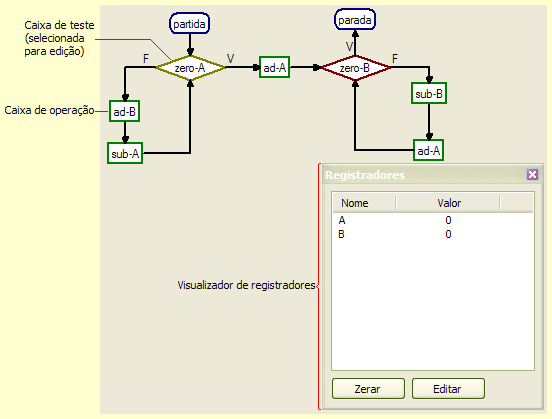 Caixa de teste
(selecionada
para edição)
partida
parada
F
zero-A
V
ad-A
V
zero-B
F
sub-B
Caixa de operação
ad-B
sub-A
ad-A
Registradores
Nome Valor
A 0
B 0
Visualizador de registradores
Zerar Editar